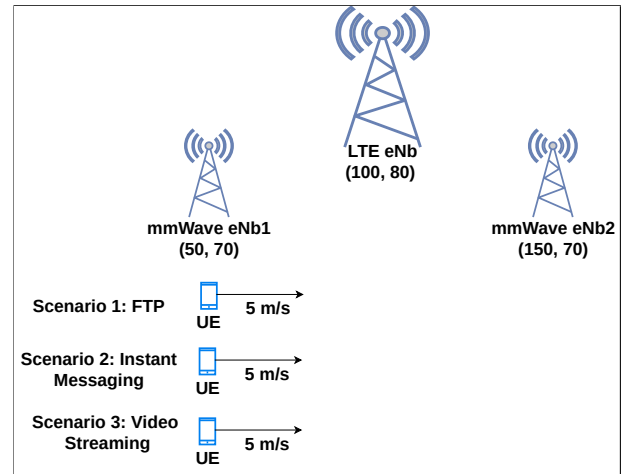 LTE eNb
(100, 80)
mmWave eNb1
(50, 70)
mmWave eNb2
(150, 70)
Scenario 1: FTP
5 m/s
UE
Scenario 2: Instant
Messaging
5 m/s
UE
Scenario 3: Video
Streaming
5 m/s
UE